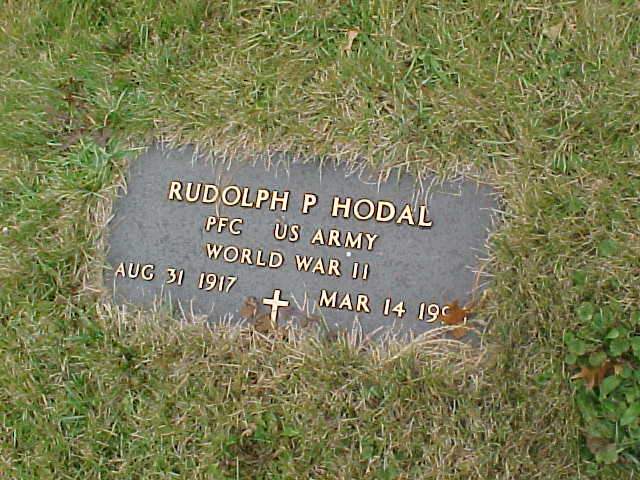 RUDOLPH P HODAL
PFC US ARMY
WORLD WAR II
AUG 31 1917 MAR 14